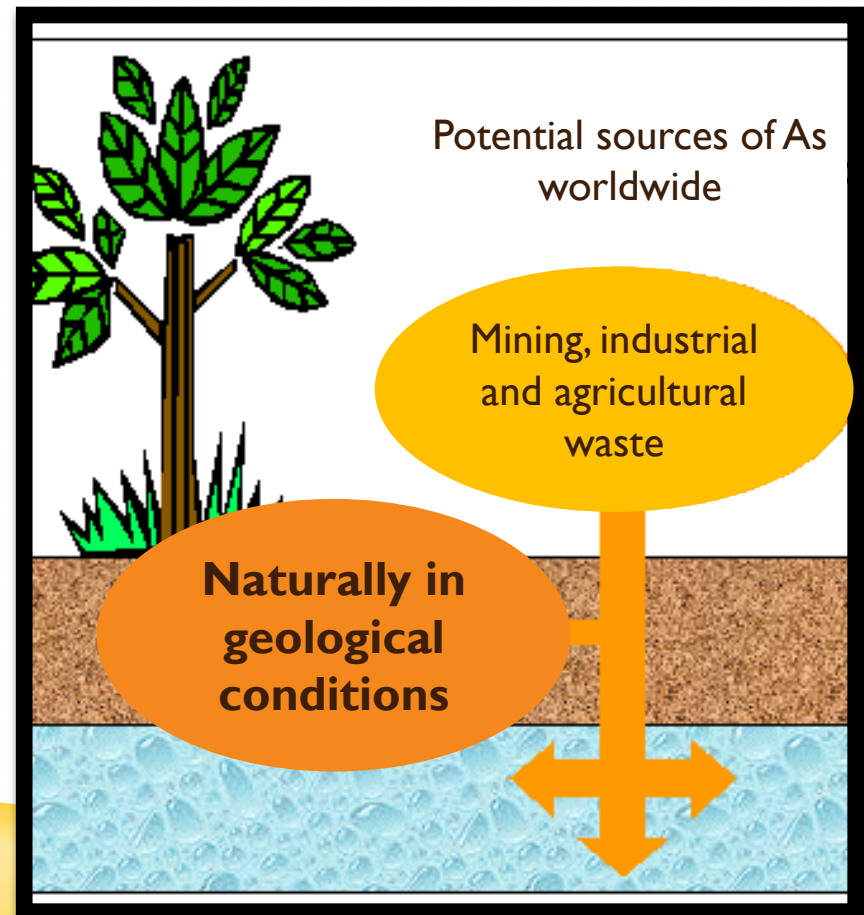 Potential sources of As
worldwide
Mining, industrial
and agricultural
waste
Naturally in
geological
conditions